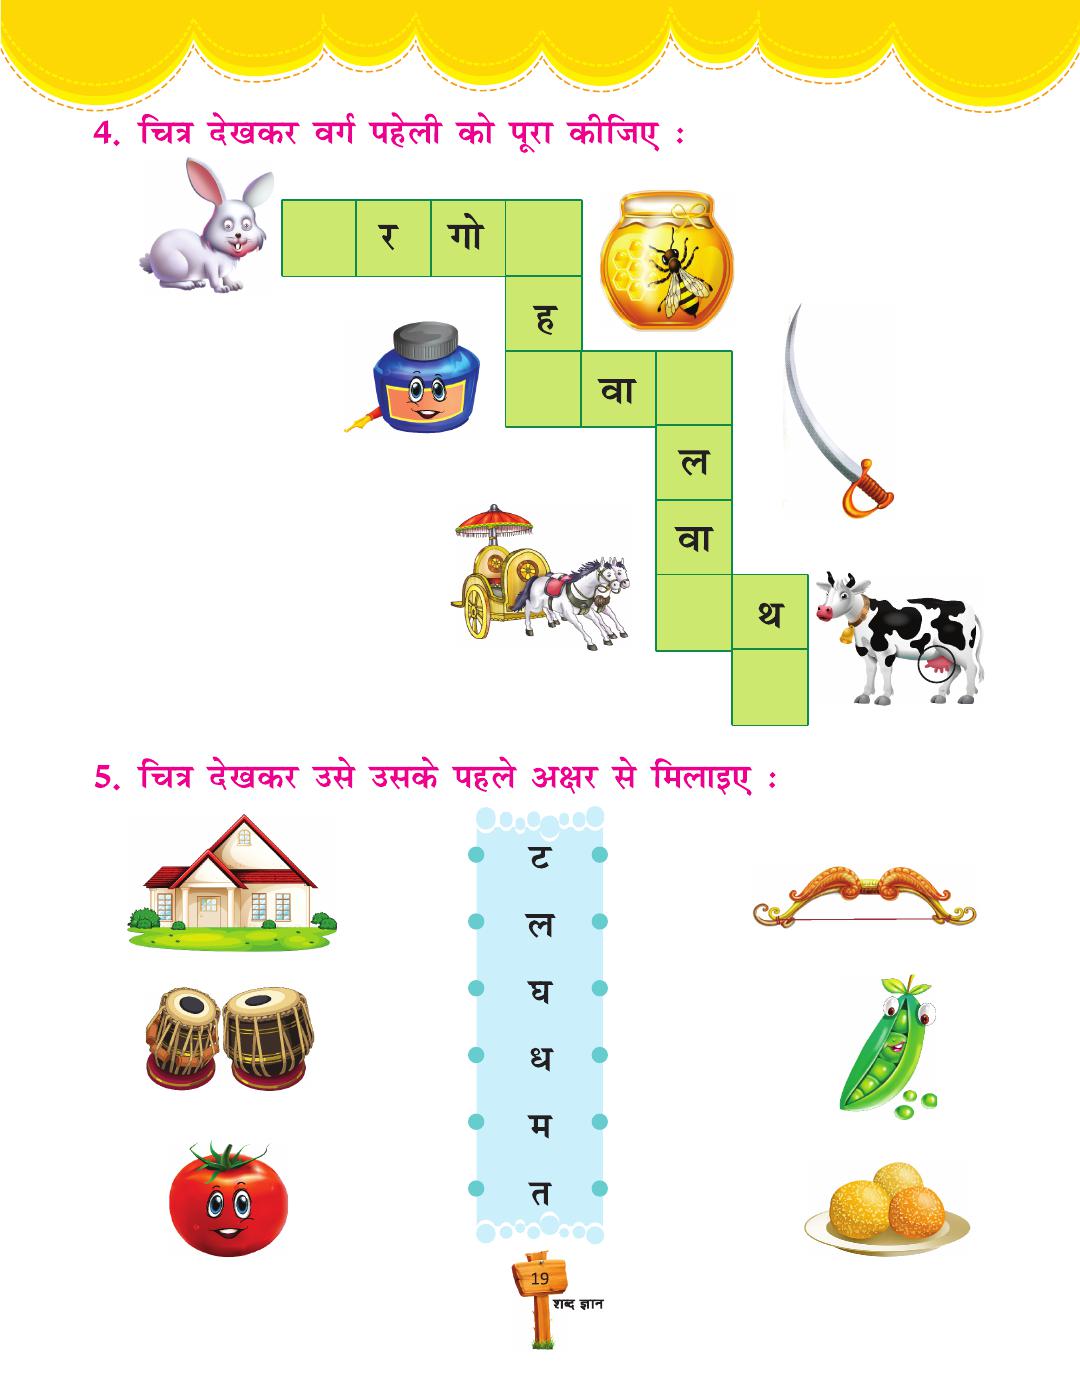 4. चित्र देखकर वर्ग पहेली को पूरा कीजिए :
र गो
ह
वा
ल
वा
थ
5. चित्र देखकर उसे उसके पहले अक्षर से मिलाइए :
ट
ल
घ
ध
म
त
19
शब्द ज्ञान